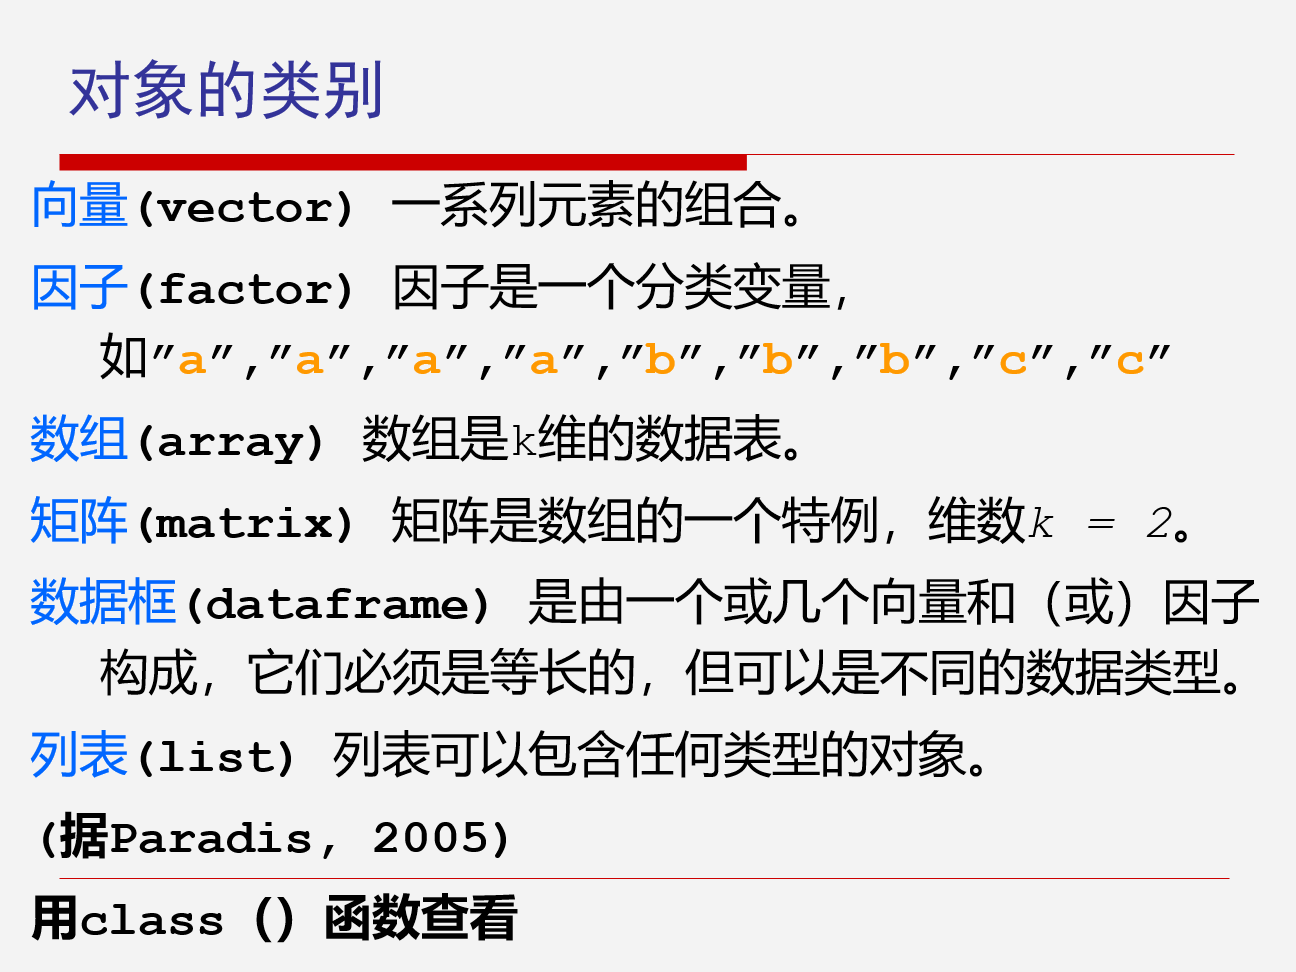 对象的类别
向量(vector) 一系列元素的组合。
因子(factor) 因子是一个分类变量，
如”a”,”a”,”a”,”a”,”b”,”b”,”b”,”c”,”c”
数组(array) 数组是k维的数据表。
矩阵(matrix) 矩阵是数组的一个特例，维数k = 2。
数据框(dataframe) 是由一个或几个向量和（或）因子
构成，它们必须是等长的，但可以是不同的数据类型。
列表(list) 列表可以包含任何类型的对象。
(据Paradis, 2005)
用class（）函数查看